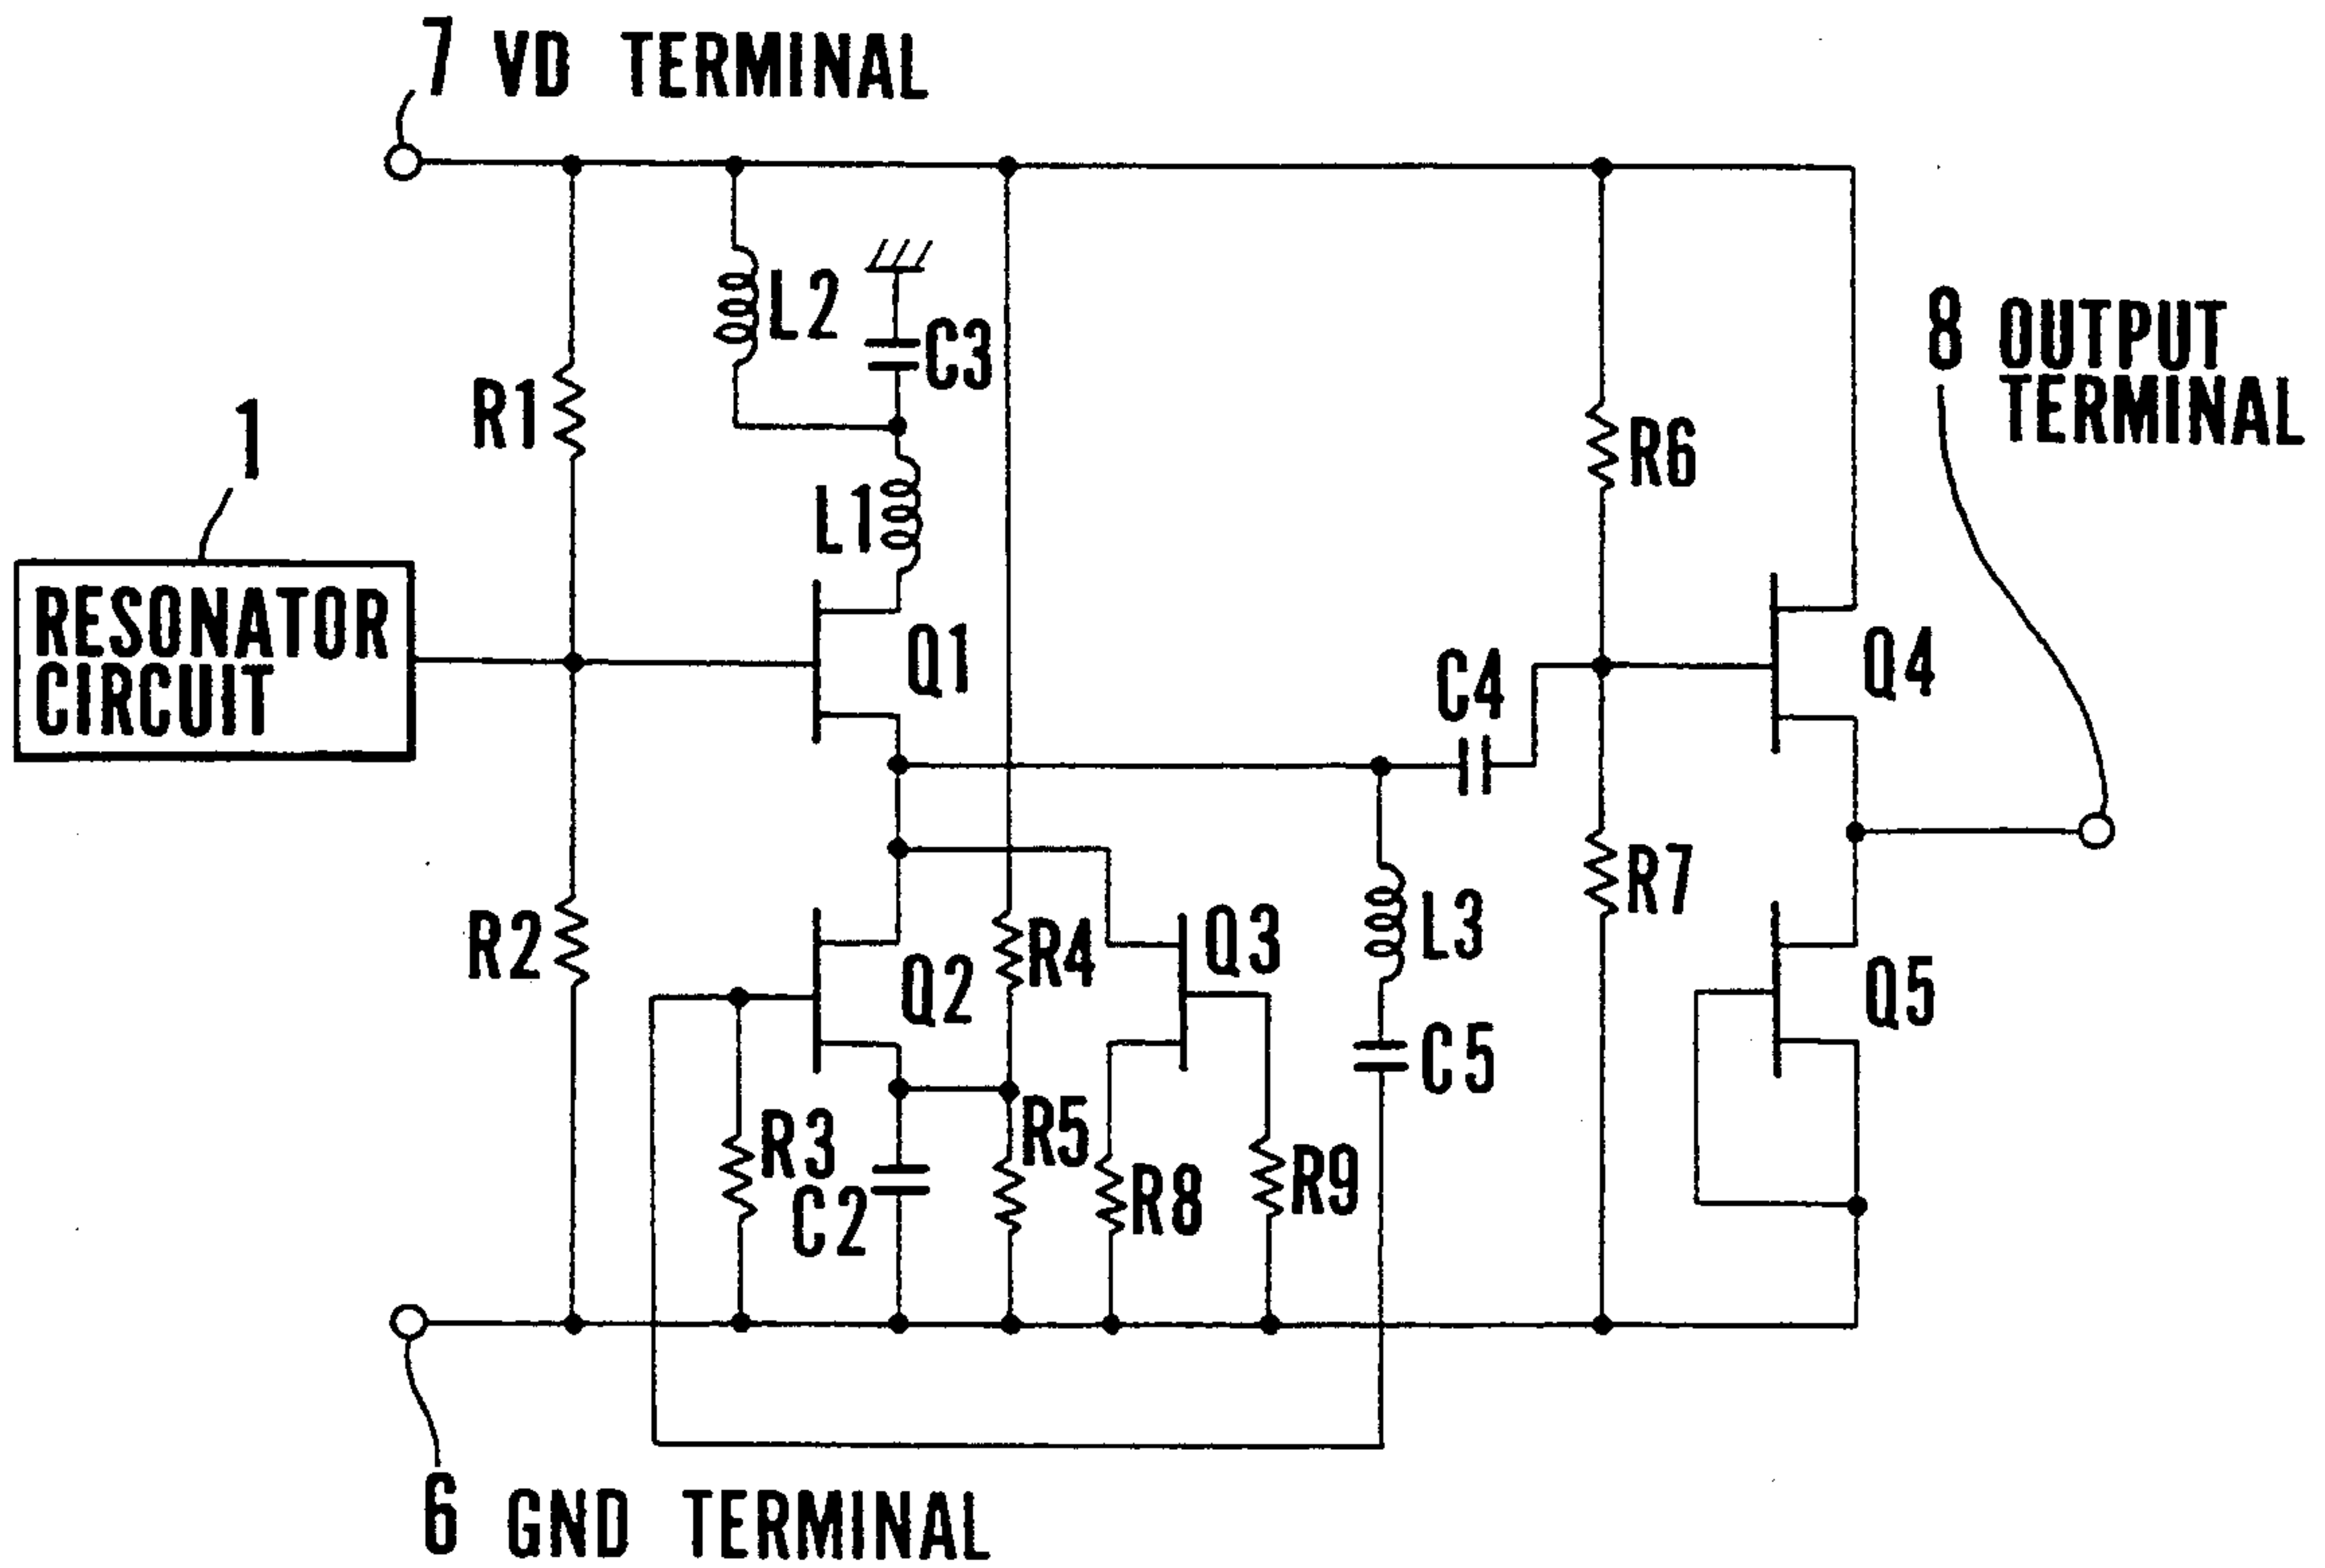 7 VD TERMINAL
L2
C3
8 OUTPUT
TERMINAL
R1
1
R6
L1
RESONATOR
CIRCUIT
Q1
Q4
C4
R7
R2
R4
Q3
L3
Q2
Q5
C5
R3
R5
C2
R8
R9
6 GND TERMINAL